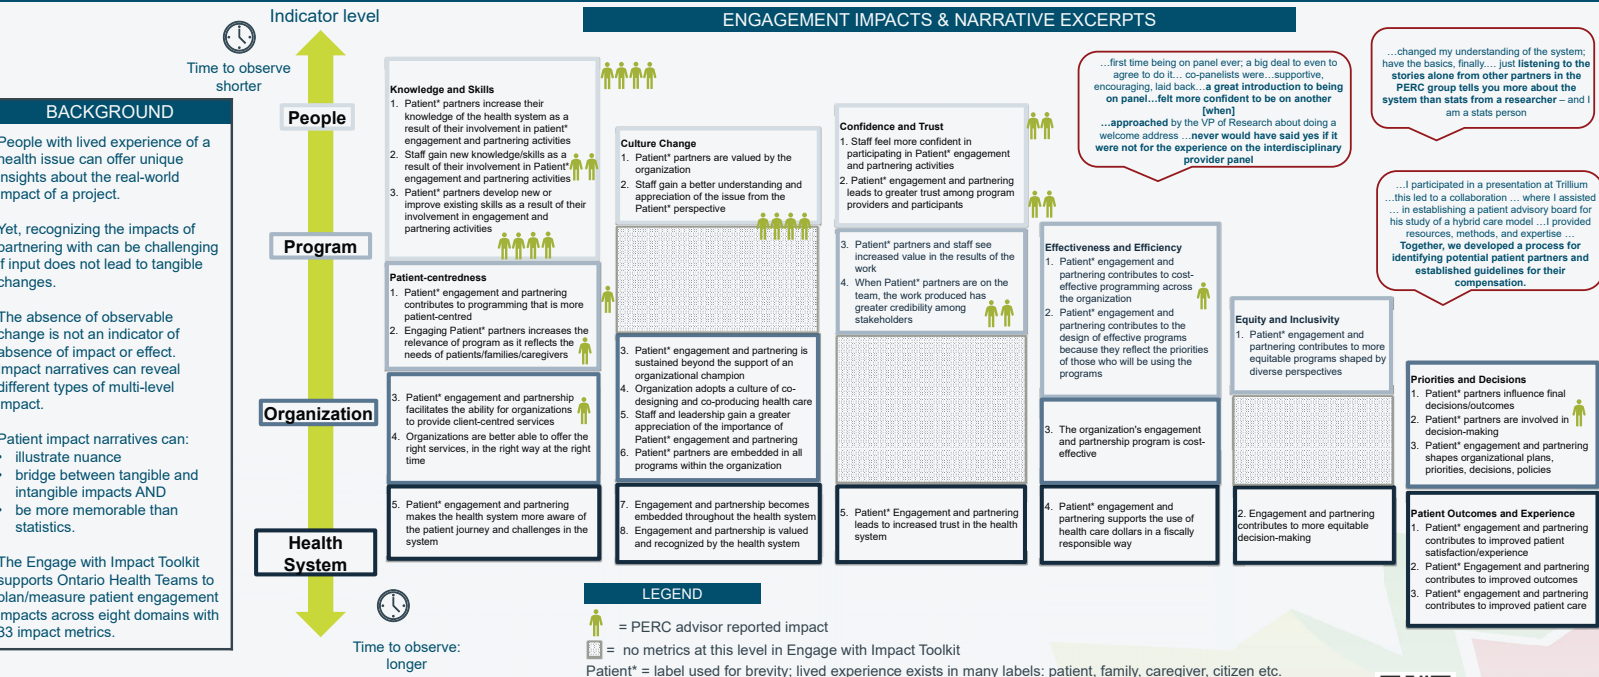 Indicator level
ENGAGEMENT IMPACTS & NARRATIVE EXCERPTS
Time to observe
shorter
BACKGROUND
People with lived experience of a
health issue can offer unique
insights about the real-world
impact of a project.
Yet, recognizing the impacts of
partnering with can be challenging
if input does not lead to tangible
changes.
The absence of observable
change is not an indicator of
absence of impact or effect.
Impact narratives can reveal
different types of multi-level
impact.
Patient impact narratives can:
• illustrate nuance
• bridge between tangible and
intangible impacts AND
• be more memorable than
statistics.
The Engage with Impact Toolkit
supports Ontario Health Teams to
plan/measure patient engagement
impacts across eight domains with
33 impact metrics.
People
Program
Organization
Health
System
Time to observe:
longer
Knowledge and Skills
1. Patient* partners increase their
knowledge of the health system as a
result of their involvement in patient*
engagement and partnering activities
2. Staff gain new knowledge/skills as a
result of their involvement in Patient*
engagement and partnering activities
3. Patient* partners develop new or
improve existing skills as a result of their
involvement in engagement and
partnering activities
Patient-centredness
1. Patient* engagement and partnering
contributes to programming that is more
patient-centred
2. Engaging Patient* partners increases the
relevance of program as it reflects the
needs of patients/families/caregivers
3. Patient* engagement and partnership
facilitates the ability for organizations
to provide client-centred services
4. Organizations are better able to offer the
right services, in the right way at the right
time
5. Patient* engagement and partnering
makes the health system more aware of
the patient journey and challenges in the
system
Culture Change
1. Patient* partners are valued by the
organization
2. Staff gain a better understanding and
appreciation of the issue from the
Patient* perspective
3. Patient* engagement and partnering is
sustained beyond the support of an
organizational champion
4. Organization adopts a culture of co-
designing and co-producing health care
5. Staff and leadership gain a greater
appreciation of the importance of
Patient* engagement and partnering
6. Patient* partners are embedded in all
programs within the organization
7. Engagement and partnership becomes
embedded throughout the health system
8. Engagement and partnership is valued
and recognized by the health system
Confidence and Trust
1. Staff feel more confident in
participating in Patient* engagement
and partnering activities
2. Patient* engagement and partnering
leads to greater trust among program
providers and participants
3. Patient* partners and staff see
increased value in the results of the
work
4. When Patient* partners are on the
team, the work produced has
greater credibility among
stakeholders
5. Patient* Engagement and partnering
leads to increased trust in the health
system
Effectiveness and Efficiency
1. Patient* engagement and
partnering contributes to cost-
effective programming across
the organization
2. Patient* engagement and
partnering contributes to the
design of effective programs
because they reflect the priorities
of those who will be using the
programs
3. The organization's engagement
and partnership program is cost-
effective
4. Patient* engagement and
partnering supports the use of
health care dollars in a fiscally
responsible way
Equity and Inclusivity
1. Patient* engagement and
partnering contributes to more
equitable programs shaped by
diverse perspectives
2. Engagement and partnering
contributes to more equitable
decision-making
Priorities and Decisions
1. Patient* partners influence final
decisions/outcomes
2. Patient* partners are involved in
decision-making
3. Patient* engagement and partnering
shapes organizational plans,
priorities, decisions, policies
Patient Outcomes and Experience
1. Patient* engagement and partnering
contributes to improved patient
satisfaction/experience
2. Patient* Engagement and partnering
contributes to improved outcomes
3. Patient* engagement and partnering
contributes to improved patient care
…first time being on panel ever; a big deal to even to
agree to do it… co-panelists were…supportive,
encouraging, laid back…a great introduction to being
on panel…felt more confident to be on another
[when]
…approached by the VP of Research about doing a
welcome address …never would have said yes if it
were not for the experience on the interdisciplinary
provider panel
…changed my understanding of the system;
have the basics, finally.... just listening to the
stories alone from other partners in the
PERC group tells you more about the
system than stats from a researcher – and I
am a stats person
…I participated in a presentation at Trillium
…this led to a collaboration … where I assisted
… in establishing a patient advisory board for
his study of a hybrid care model …I provided
resources, methods, and expertise …
Together, we developed a process for
identifying potential patient partners and
established guidelines for their
compensation.
LEGEND
= PERC advisor reported impact
= no metrics at this level in Engage with Impact Toolkit
Patient* = label used for brevity; lived experience exists in many labels: patient, family, caregiver, citizen etc.